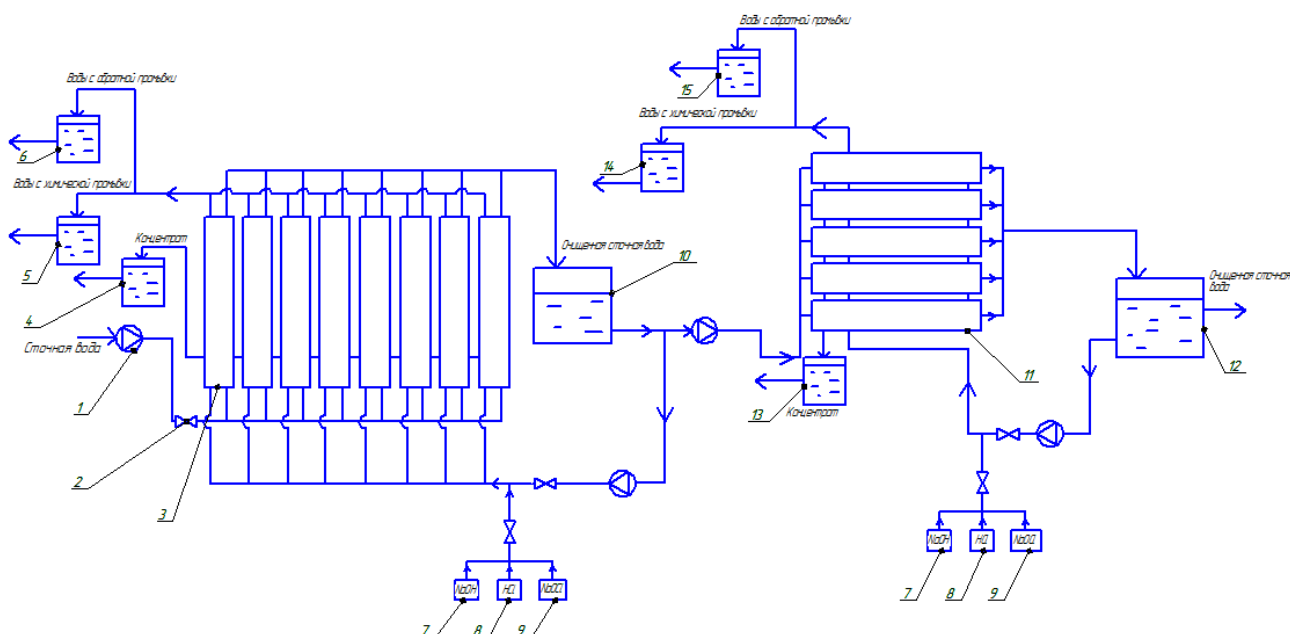 Воды с обратной промывки
15
Воды с обратной промывки
Воды с химической промывки
6
14
Воды с химической промывки
Концентрат
5
Очищеная сточная вода
10
Очищенная сточная
вода
4
Сточная вода
1
13
Концентрат
11
12
2
3
NaOH
HCl
NaOCl
7
8
9
NaOH
HCl
NaOCl
7
8
9